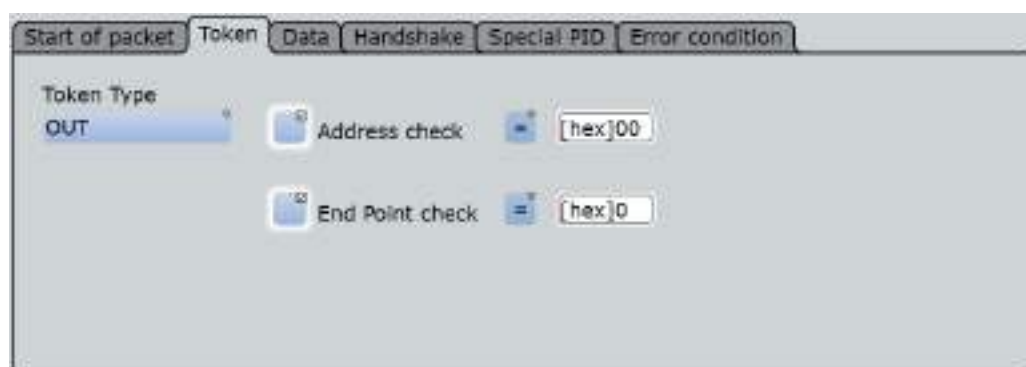 Start of packet Token Data Handshake Special PID Error condition
Token Type
OUT
Address check = [hex]00
End Point check = [hex]0